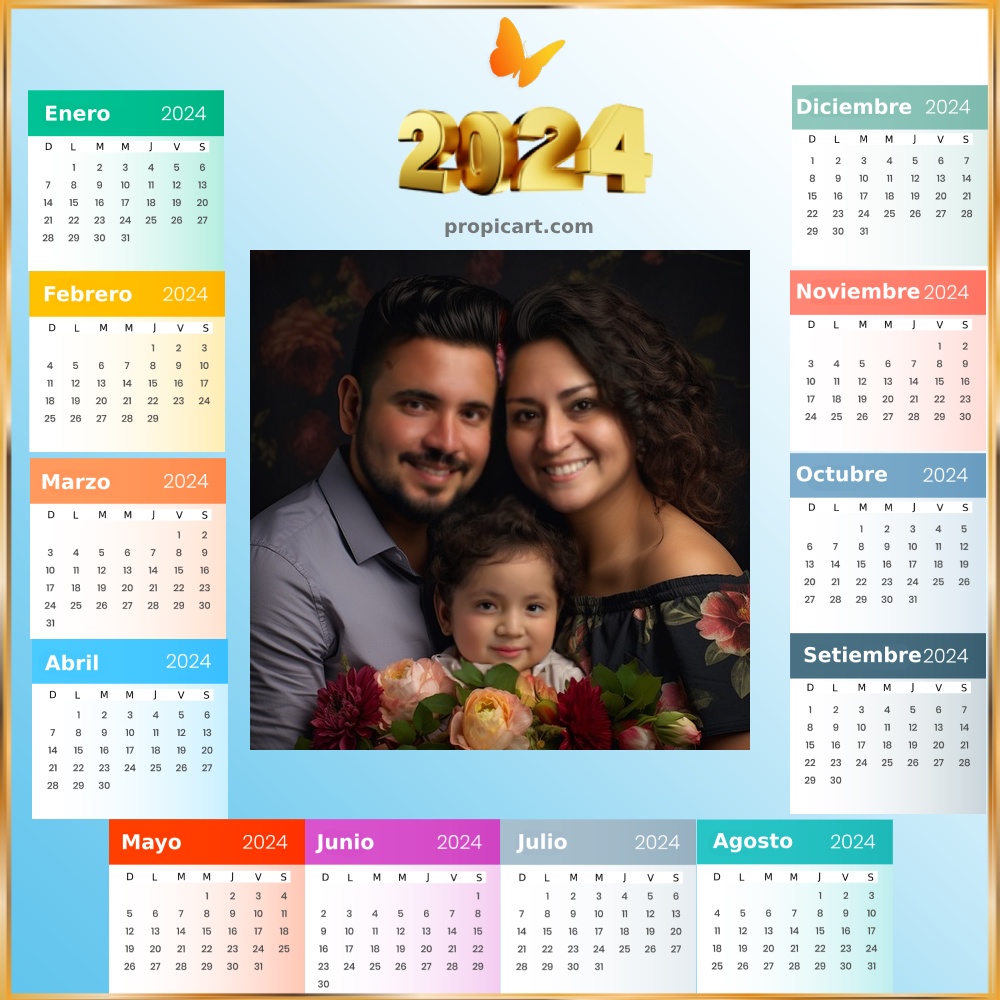 2024
propicart.com
Enero 2024
D L M M J V S
1 2 3 4 5 6
7 8 9 10 11 12 13
14 15 16 17 18 19 20
21 22 23 24 25 26 27
28 29 30 31
Febrero 2024
D L M M J V S
1 2 3
4 5 6 7 8 9 10
11 12 13 14 15 16 17
18 19 20 21 22 23 24
25 26 27 28 29
Marzo 2024
D L M M J V S
1 2
3 4 5 6 7 8 9
10 11 12 13 14 15 16
17 18 19 20 21 22 23
24 25 26 27 28 29 30
31
Abril 2024
D L M M J V S
1 2 3 4 5 6
7 8 9 10 11 12 13
14 15 16 17 18 19 20
21 22 23 24 25 26 27
28 29 30
Mayo 2024
D L M M J V S
1 2 3 4
5 6 7 8 9 10 11
12 13 14 15 16 17 18
19 20 21 22 23 24 25
26 27 28 29 30 31
Junio 2024
D L M M J V S
1
2 3 4 5 6 7 8
9 10 11 12 13 14 15
16 17 18 19 20 21 22
23 24 25 26 27 28 29
30
Julio 2024
D L M M J V S
1 2 3 4 5 6
7 8 9 10 11 12 13
14 15 16 17 18 19 20
21 22 23 24 25 26 27
28 29 30 31
Agosto 2024
D L M M J V S
1 2 3
4 5 6 7 8 9 10
11 12 13 14 15 16 17
18 19 20 21 22 23 24
25 26 27 28 29 30 31
Setiembre 2024
D L M M J V S
1 2 3 4 5 6 7
8 9 10 11 12 13 14
15 16 17 18 19 20 21
22 23 24 25 26 27 28
29 30
Octubre 2024
D L M M J V S
1 2 3 4 5
6 7 8 9 10 11 12
13 14 15 16 17 18 19
20 21 22 23 24 25 26
27 28 29 30 31
Noviembre 2024
D L M M J V S
1 2
3 4 5 6 7 8 9
10 11 12 13 14 15 16
17 18 19 20 21 22 23
24 25 26 27 28 29 30
Diciembre 2024
D L M M J V S
1 2 3 4 5 6 7
8 9 10 11 12 13 14
15 16 17 18 19 20 21
22 23 24 25 26 27 28
29 30 31